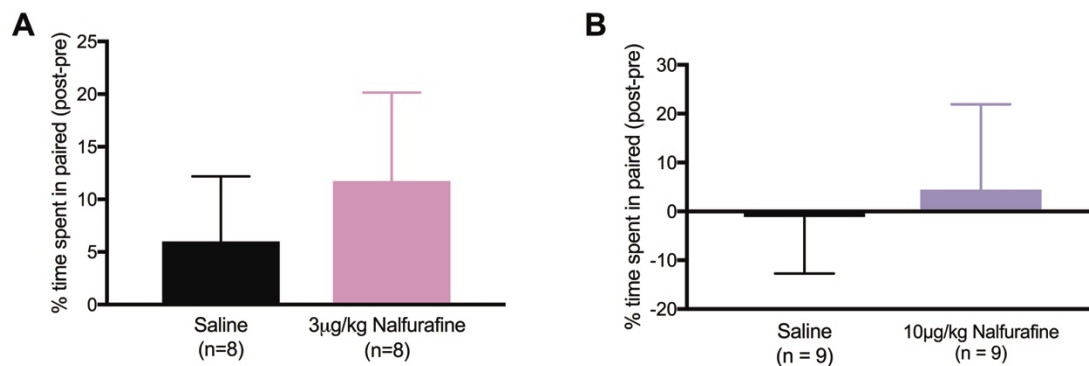 A
% time spent in paired (post-pre)
25
20
15
10
5
0
Saline
(n=8)
3μg/kg Nalfurafine
(n=8)
B
% time spent in paired (post-pre)
30
20
10
0
-10
-20
Saline
(n = 9)
10μg/kg Nalfurafine
(n = 9)